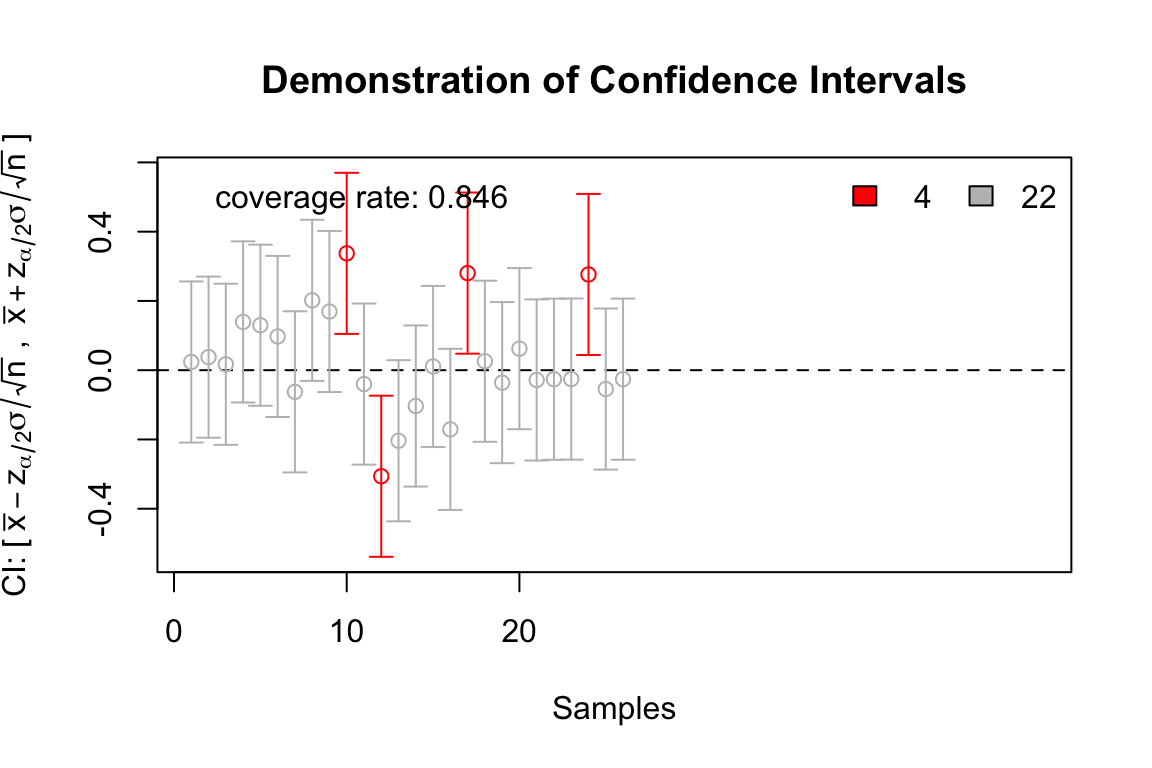 Demonstration of Confidence Intervals
coverage rate: 0.846
4 22
CI: [ x̅ − zα/2σ/√n , x̅ + zα/2σ/√n ]
0.4
0.0
-0.4
0 10 20
Samples